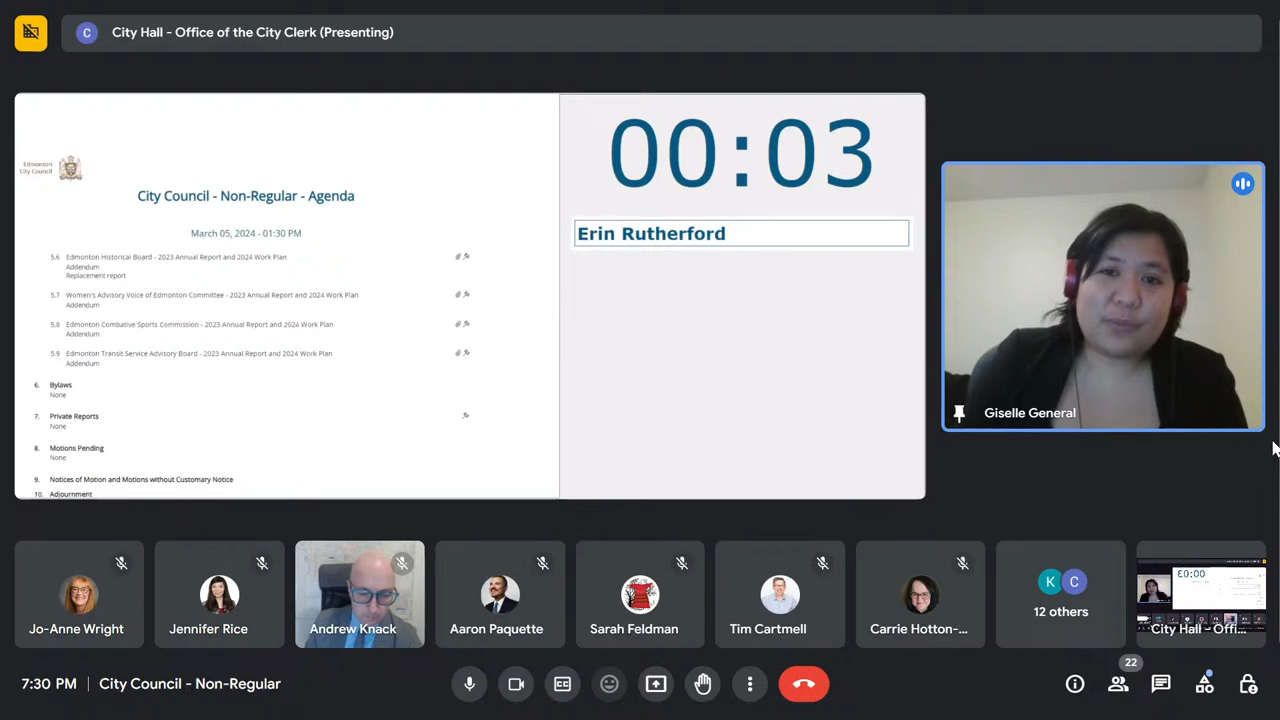 C
City Hall - Office of the City Clerk (Presenting)
Edmonton
City Council
City Council - Non-Regular - Agenda
March 05, 2024 - 01:30 PM
5.6 Edmonton Historical Board - 2023 Annual Report and 2024 Work Plan
Addendum
Replacement report
5.7 Women's Advisory Voice of Edmonton Committee - 2023 Annual Report and 2024 Work Plan
Addendum
5.8 Edmonton Combative Sports Commission - 2023 Annual Report and 2024 Work Plan
Addendum
5.9 Edmonton Transit Service Advisory Board - 2023 Annual Report and 2024 Work Plan
Addendum
6. Bylaws
None
7. Private Reports
None
8. Motions Pending
None
9. Notices of Motion and Motions without Customary Notice
10. Adjournment
00:03
Erin Rutherford
Giselle General
Jo-Anne Wright
Jennifer Rice
Andrew Knack
Aaron Paquette
Sarah Feldman
Tim Cartmell
Carrie Hotton-...
K C
12 others
City Hall - Offi...
22
7:30 PM | City Council - Non-Regular